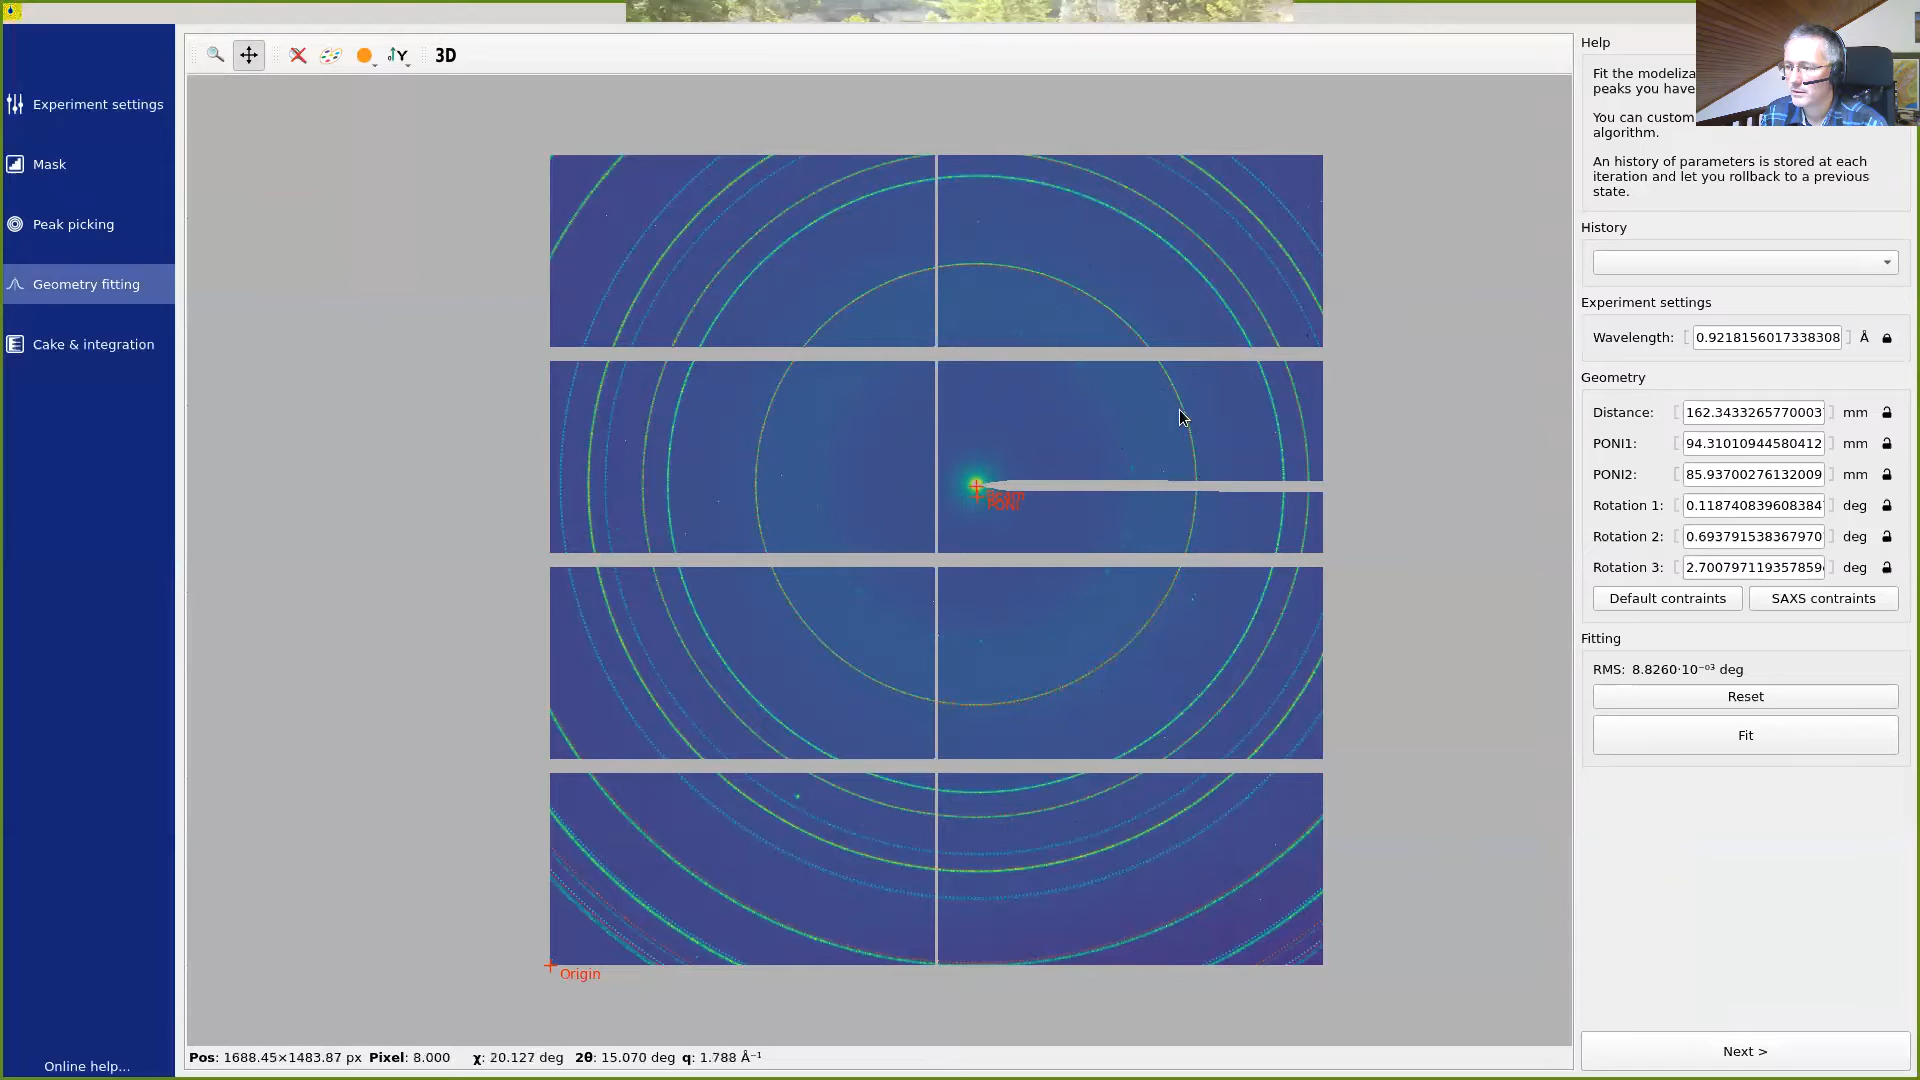 Experiment settings
Mask
Peak picking
Geometry fitting
Cake & integration
Online help...
Y
3D
Beam
PONI
Origin
Pos: 1688.45×1483.87 px Pixel: 8.000 χ: 20.127 deg 2θ: 15.070 deg q: 1.788 Å⁻¹
Help
Fit the modeliza
peaks you have
You can custom
algorithm.
An history of parameters is stored at each
iteration and let you rollback to a previous
state.
History
Experiment settings
Wavelength: [ 0.9218156017338308 ] Å
Geometry
Distance: [ 162.3433265770003 ] mm
PONI1: [ 94.31010944580412 ] mm
PONI2: [ 85.93700276132009 ] mm
Rotation 1: [ 0.118740839608384 ] deg
Rotation 2: [ 0.693791538367970 ] deg
Rotation 3: [ 2.700797119357859 ] deg
Default contraints SAXS contraints
Fitting
RMS: 8.8260·10⁻⁰³ deg
Reset
Fit
Next >